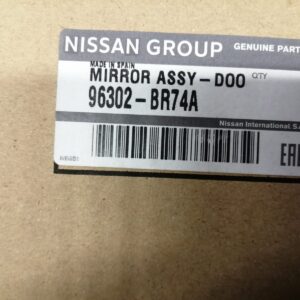 NISSAN GROUP GENUINE PARTS
MADE IN SPAIN
MIRROR ASSY-DOO QTY
96302-BR74A
Nissan International S.A
EAC